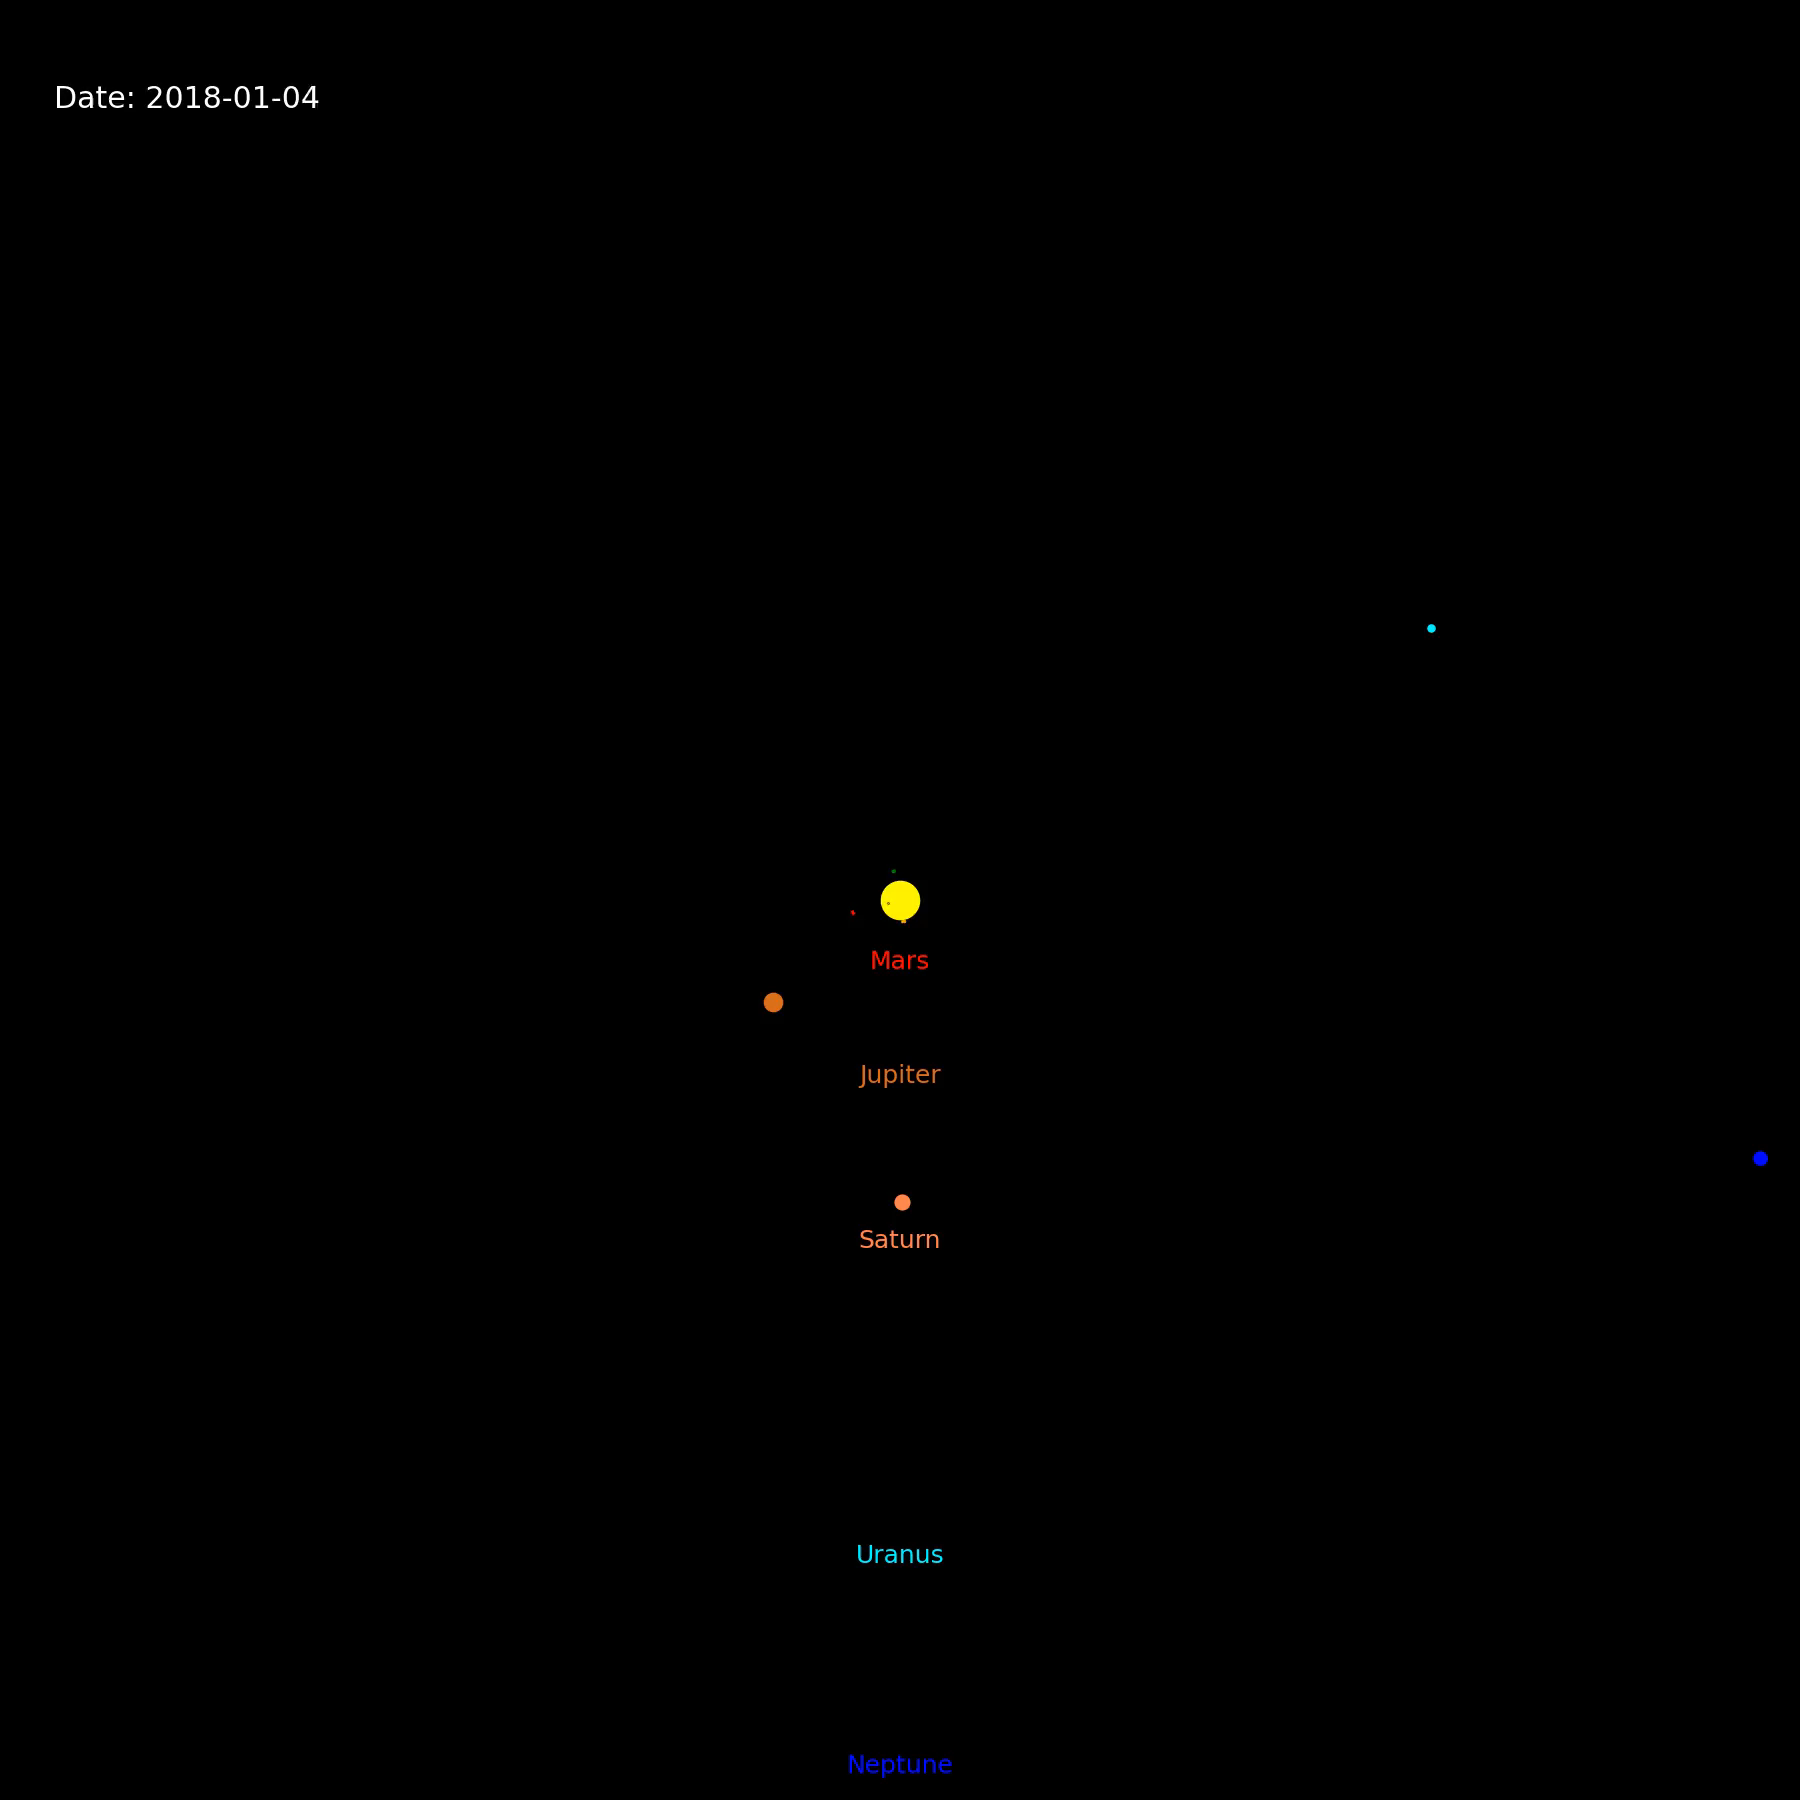 Date: 2018-01-04
Mars
Jupiter
Saturn
Uranus
Neptune